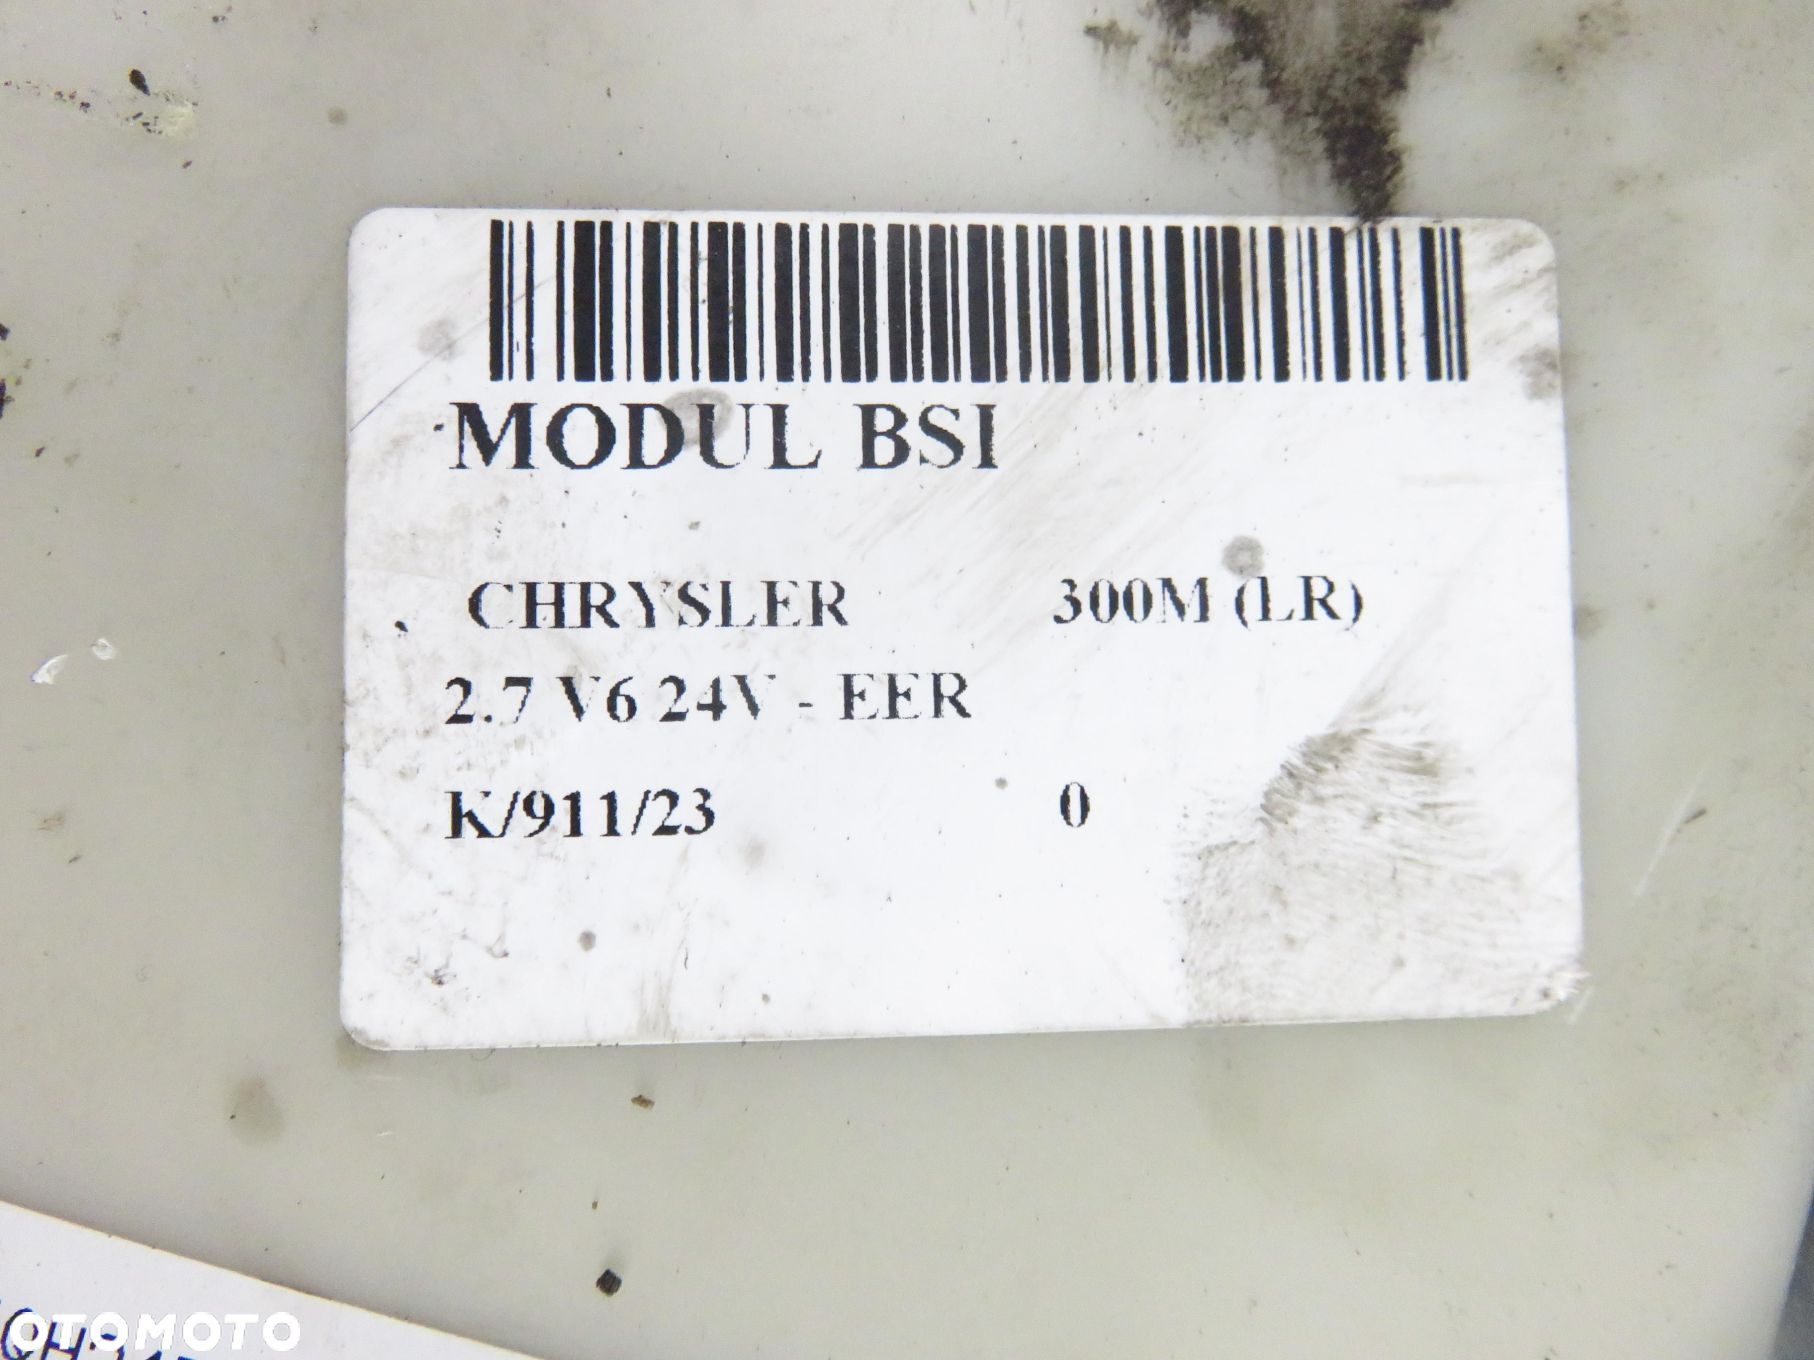 MODUL BSI
CHRYSLER 300M (LR)
2.7 V6 24V - EER
K/911/23 0
OTOMOTO